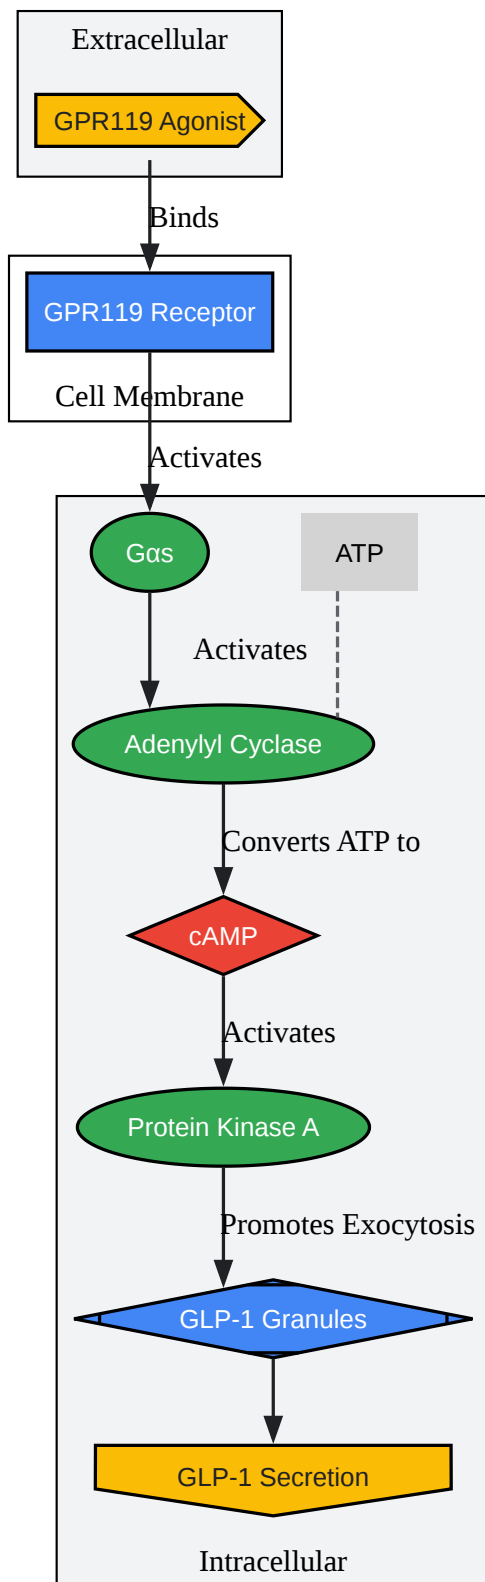 Extracellular
GPR119 Agonist
Binds
GPR119 Receptor
Cell Membrane
Activates
Gαs
ATP
Activates
Adenylyl Cyclase
Converts ATP to
cAMP
Activates
Protein Kinase A
Promotes Exocytosis
GLP-1 Granules
GLP-1 Secretion
Intracellular